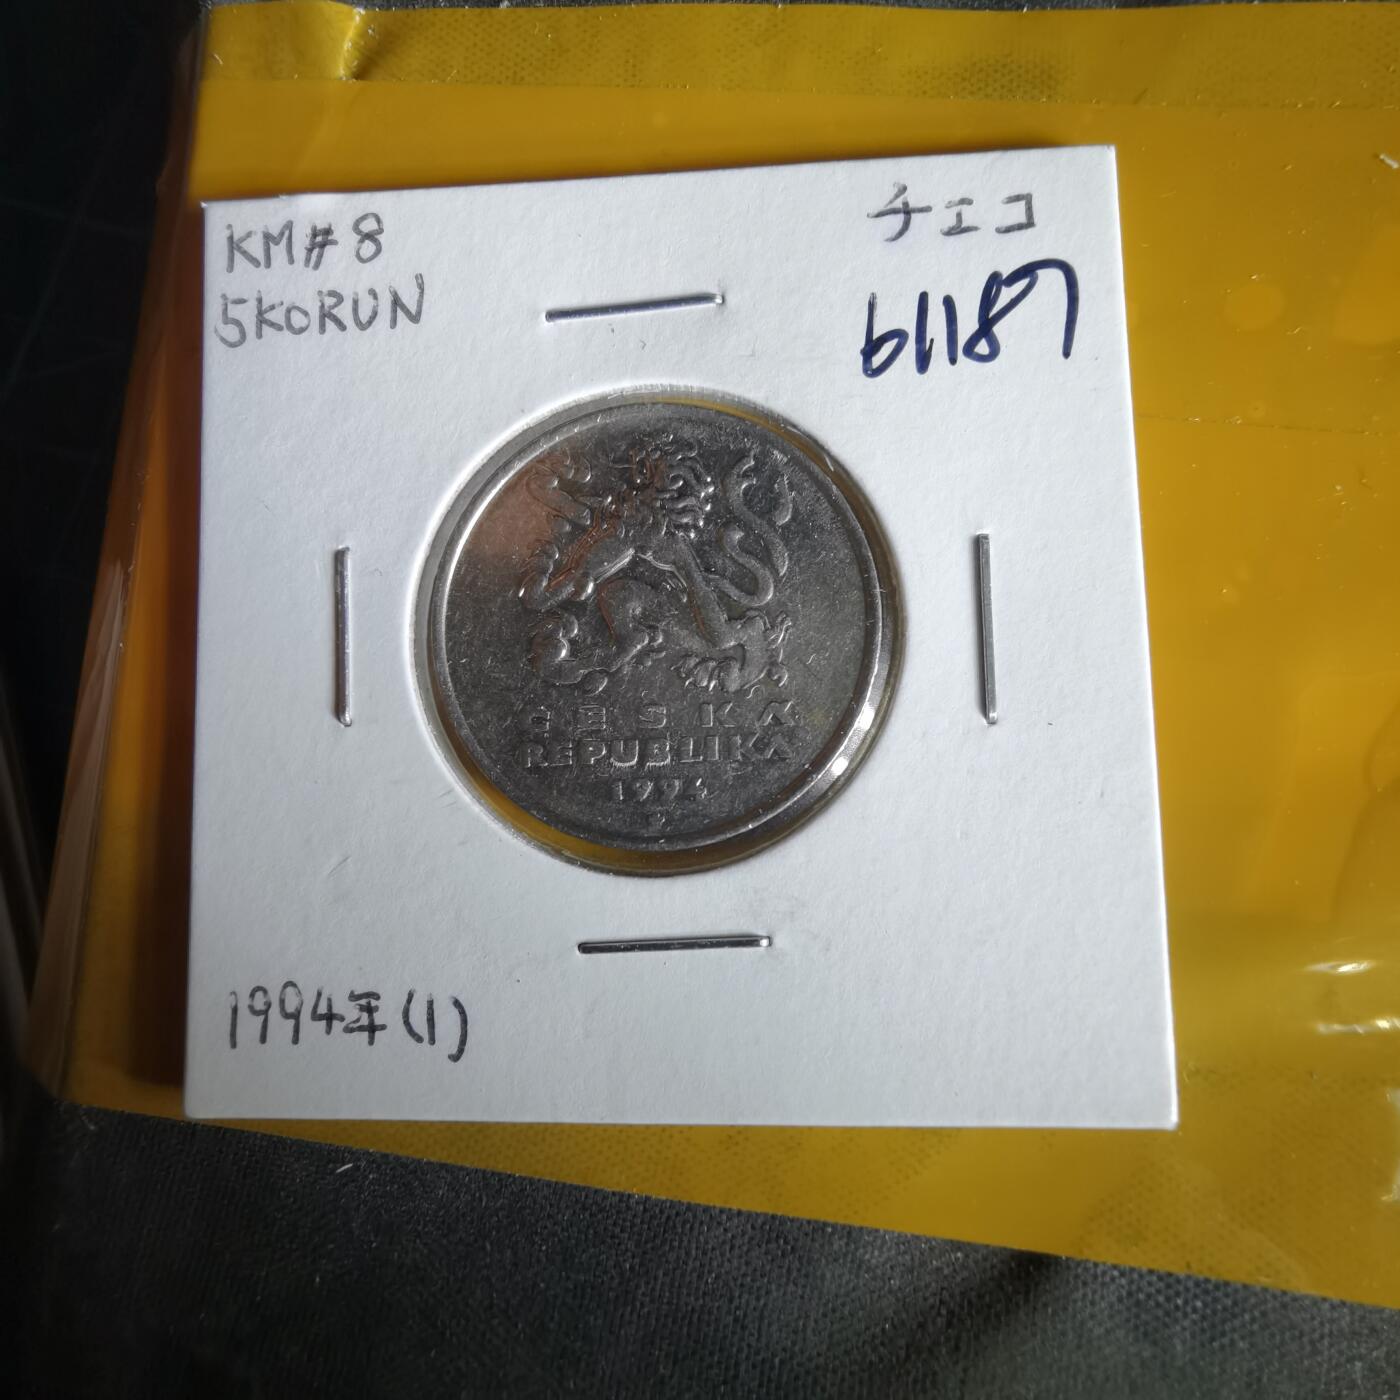 KM#8
5KORUN
チェコ
61187
ČESKÁ
REPUBLIKA
1994
1994年(1)